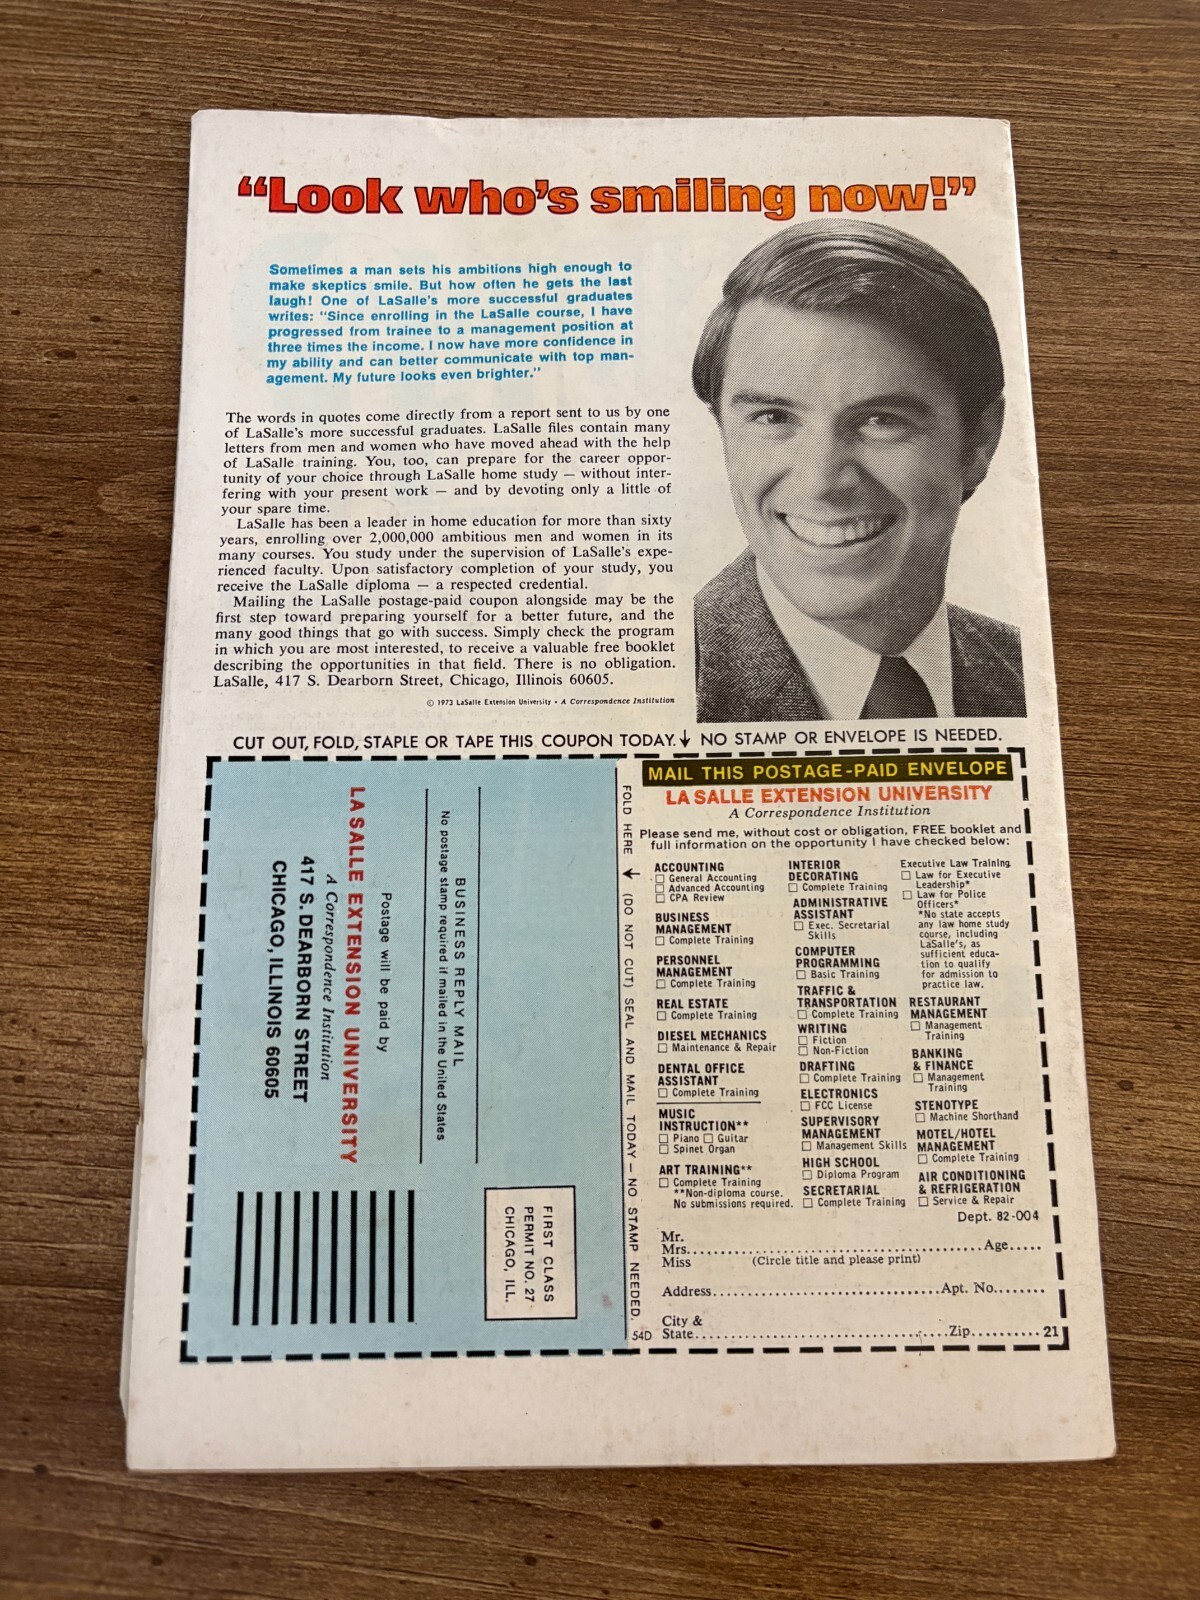 “Look who’s smiling now!”
Sometimes a man sets his ambitions high enough to
make skeptics smile. But how often he gets the last
laugh! One of LaSalle’s more successful graduates
writes: “Since enrolling in the LaSalle course, I have
progressed from trainee to a management position at
three times the income. I now have more confidence in
my ability and can better communicate with top man-
agement. My future looks even brighter.”
The words in quotes come directly from a report sent to us by one
of LaSalle’s more successful graduates. LaSalle files contain many
letters from men and women who have moved ahead with the help
of LaSalle training. You, too, can prepare for the career oppor-
tunity of your choice through LaSalle home study — without inter-
fering with your present work — and by devoting only a little of
your spare time.
LaSalle has been a leader in home education for more than sixty
years, enrolling over 2,000,000 ambitious men and women in its
many courses. You study under the supervision of LaSalle’s expe-
rienced faculty. Upon satisfactory completion of your study, you
receive the LaSalle diploma — a respected credential.
Mailing the LaSalle postage-paid coupon alongside may be the
first step toward preparing yourself for a better future, and the
many good things that go with success. Simply check the program
in which you are most interested, to receive a valuable free booklet
describing the opportunities in that field. There is no obligation.
LaSalle, 417 S. Dearborn Street, Chicago, Illinois 60605.
© 1973 LaSalle Extension University • A Correspondence Institution
CUT OUT, FOLD, STAPLE OR TAPE THIS COUPON TODAY. ↓ NO STAMP OR ENVELOPE IS NEEDED.
FIRST CLASS
PERMIT NO. 27
CHICAGO, ILL.
BUSINESS REPLY MAIL
No postage stamp required if mailed in the United States
Postage will be paid by
LA SALLE EXTENSION UNIVERSITY
A Correspondence Institution
417 S. DEARBORN STREET
CHICAGO, ILLINOIS 60605
FOLD HERE ↓ (DO NOT CUT) SEAL AND MAIL TODAY — NO STAMP NEEDED.
MAIL THIS POSTAGE-PAID ENVELOPE
LA SALLE EXTENSION UNIVERSITY
A Correspondence Institution
Please send me, without cost or obligation, FREE booklet and
full information on the opportunity I have checked below:
ACCOUNTING
☐ General Accounting
☐ Advanced Accounting
☐ CPA Review
BUSINESS
MANAGEMENT
☐ Complete Training
PERSONNEL
MANAGEMENT
☐ Complete Training
REAL ESTATE
☐ Complete Training
DIESEL MECHANICS
☐ Maintenance & Repair
DENTAL OFFICE
ASSISTANT
☐ Complete Training
MUSIC
INSTRUCTION**
☐ Piano ☐ Guitar
☐ Spinet Organ
ART TRAINING**
☐ Complete Training
**Non-diploma course.
No submissions required.
INTERIOR
DECORATING
☐ Complete Training
ADMINISTRATIVE
ASSISTANT
☐ Exec. Secretarial
Skills
COMPUTER
PROGRAMMING
☐ Basic Training
TRAFFIC &
TRANSPORTATION
☐ Complete Training
WRITING
☐ Fiction
☐ Non-Fiction
DRAFTING
☐ Complete Training
ELECTRONICS
☐ FCC License
SUPERVISORY
MANAGEMENT
☐ Management Skills
HIGH SCHOOL
☐ Diploma Program
SECRETARIAL
☐ Complete Training
Executive Law Training
☐ Law for Executive
Leadership*
☐ Law for Police
Officers*
*No state accepts
any law home study
course, including
LaSalle’s, as
sufficient educa-
tion to qualify
for admission to
practice law.
RESTAURANT
MANAGEMENT
☐ Management
Training
BANKING
& FINANCE
☐ Management
Training
STENOTYPE
☐ Machine Shorthand
MOTEL/HOTEL
MANAGEMENT
☐ Complete Training
AIR CONDITIONING
& REFRIGERATION
☐ Service & Repair
Dept. 82-004
Mr.
Mrs. Age
Miss (Circle title and please print)
Address Apt. No.
City &
54D State Zip 21